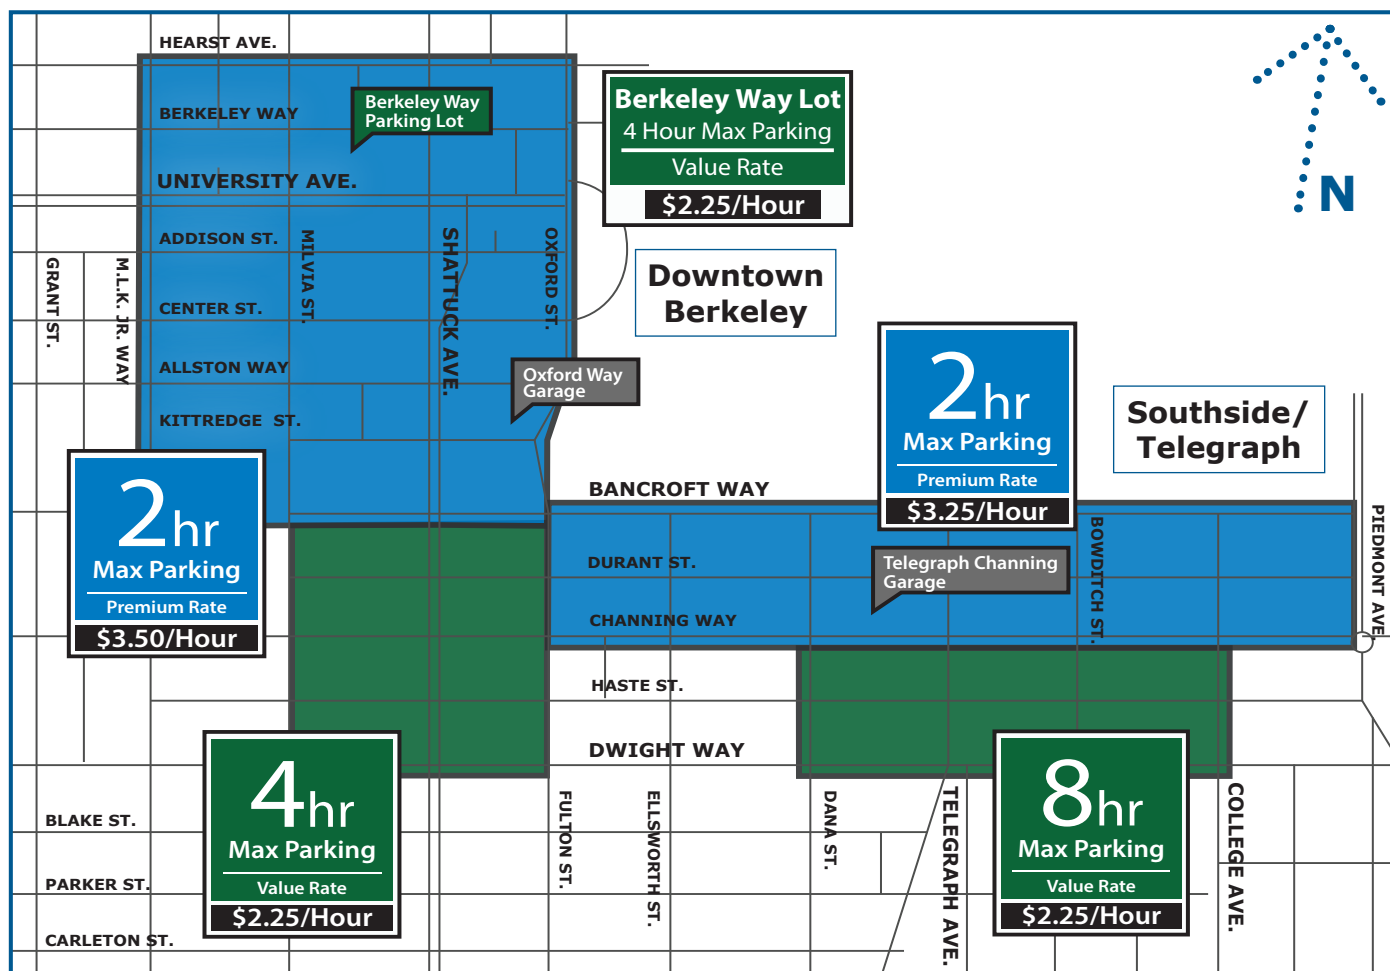 HEARST AVE.
BERKELEY WAY
Berkeley Way
Parking Lot
Berkeley Way Lot
4 Hour Max Parking
Value Rate
$2.25/Hour
N
UNIVERSITY AVE.
ADDISON ST.
CENTER ST.
ALLSTON WAY
KITTREDGE ST.
GRANT ST.
M.L.K. JR. WAY
MILVIA ST.
SHATTUCK AVE.
OXFORD ST.
Downtown
Berkeley
Oxford Way
Garage
2hr
Max Parking
Premium Rate
$3.25/Hour
Southside/
Telegraph
2hr
Max Parking
Premium Rate
$3.50/Hour
BANCROFT WAY
DURANT ST.
CHANNING WAY
Telegraph Channing
Garage
BOWDITCH ST.
PIEDMONT AVE.
HASTE ST.
DWIGHT WAY
4hr
Max Parking
Value Rate
$2.25/Hour
8hr
Max Parking
Value Rate
$2.25/Hour
BLAKE ST.
PARKER ST.
CARLETON ST.
FULTON ST.
ELLSWORTH ST.
DANA ST.
TELEGRAPH AVE.
COLLEGE AVE.